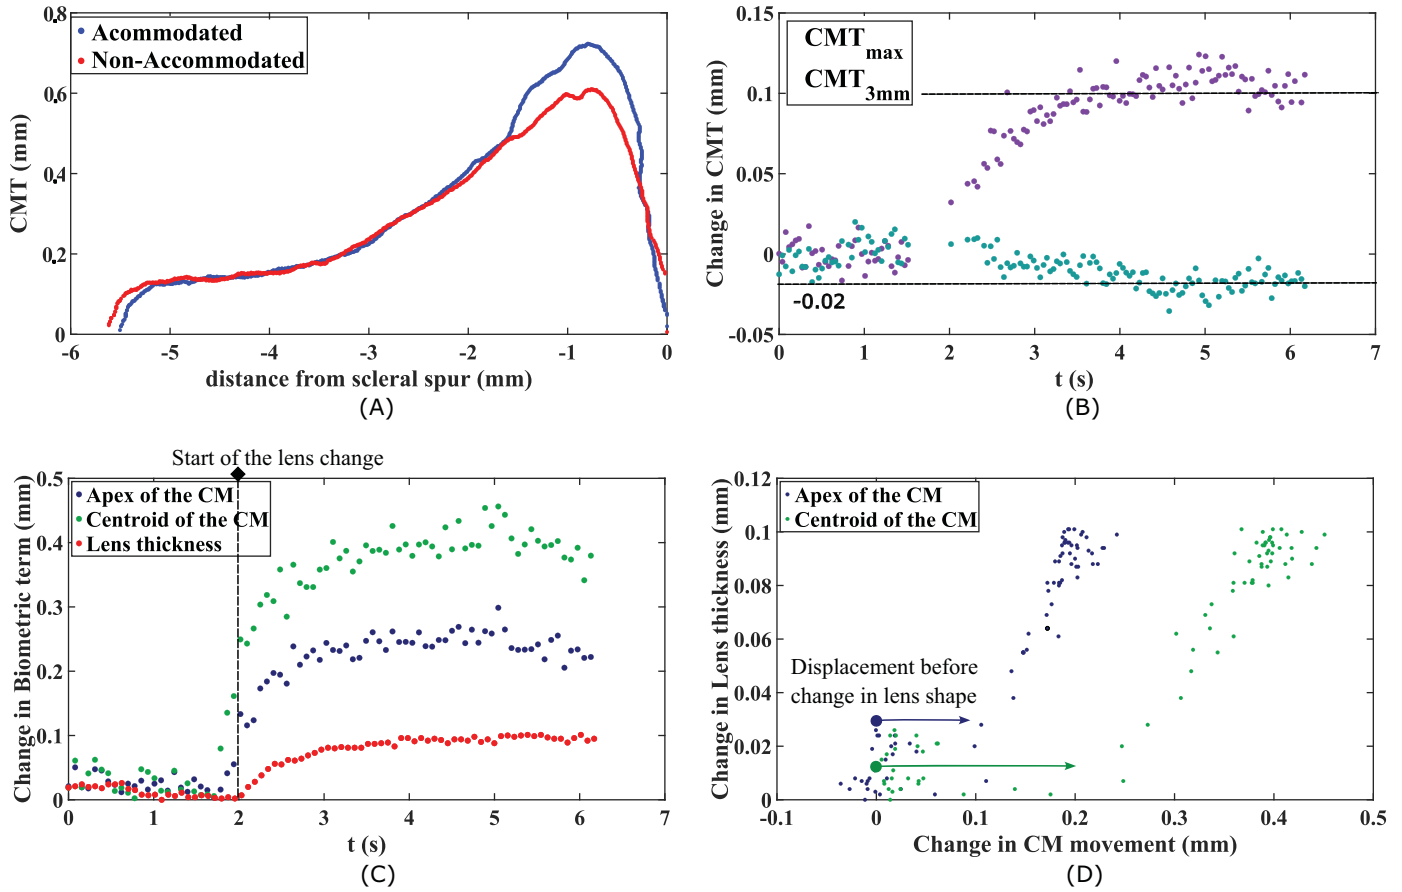 0.8
0.6
0.4
0.2
0
CMT (mm)
Acommodated
Non-Accommodated
-6
-5
-4
-3
-2
-1
0
distance from scleral spur (mm)
(A)
0.15
0.1
0.05
0
-0.05
Change in CMT (mm)
CMTmax
CMT3mm
-0.02
0
1
2
3
4
5
6
7
t (s)
(B)
Start of the lens change
0.5
0.4
0.3
0.2
0.1
0
Change in Biometric term (mm)
Apex of the CM
Centroid of the CM
Lens thickness
0
1
2
3
4
5
6
7
t (s)
(C)
0.12
0.1
0.08
0.06
0.04
0.02
0
Change in Lens thickness (mm)
Apex of the CM
Centroid of the CM
Displacement before
change in lens shape
-0.1
0
0.1
0.2
0.3
0.4
0.5
Change in CM movement (mm)
(D)